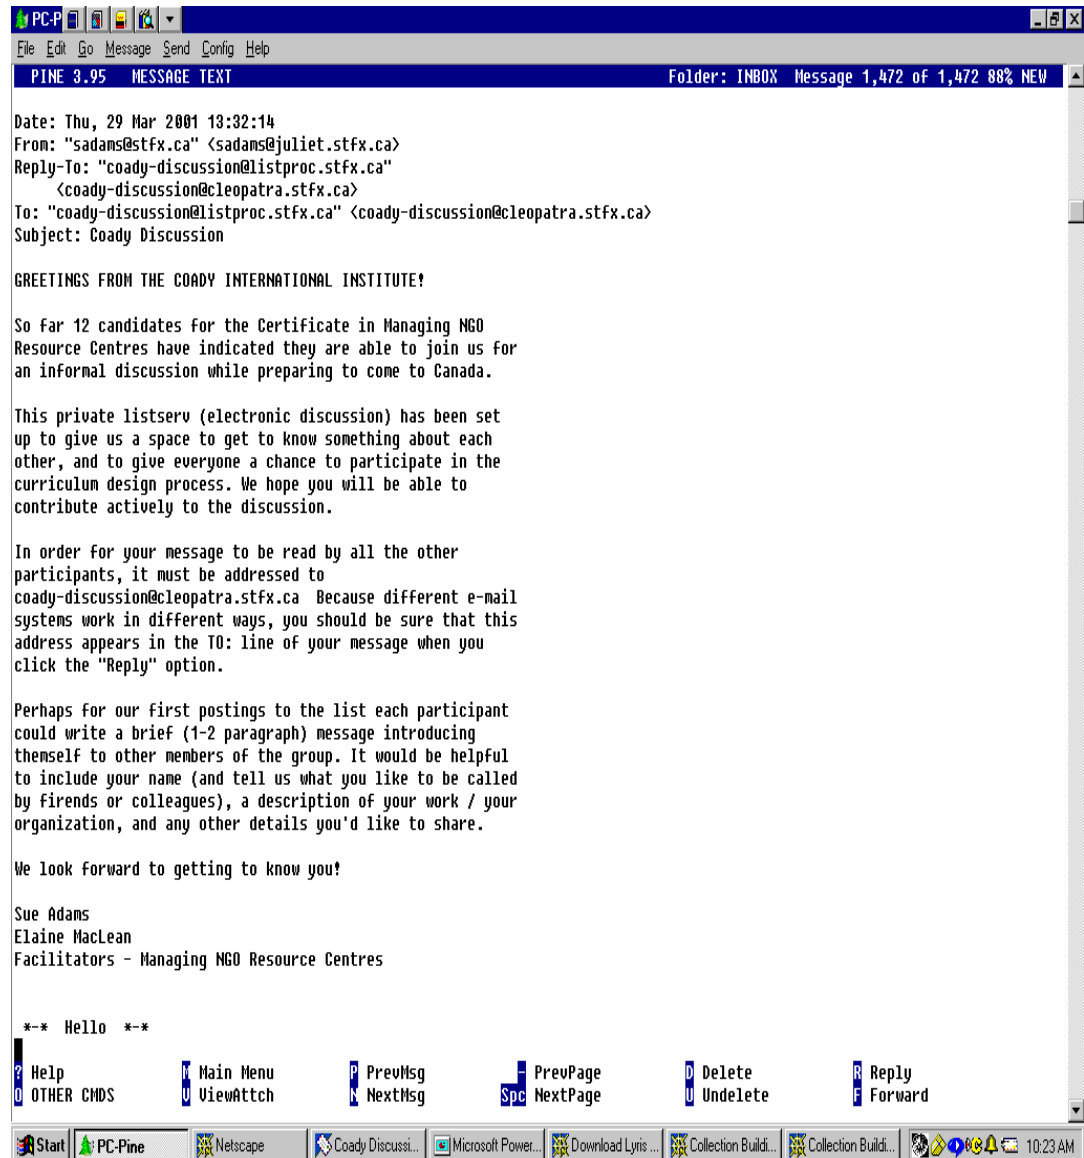 PC-P
File Edit Go Message Send Config Help
PINE 3.95 MESSAGE TEXT Folder: INBOX Message 1,472 of 1,472 88% NEW
Date: Thu, 29 Mar 2001 13:32:14
From: "sadams@stfx.ca" <sadams@juliet.stfx.ca>
Reply-To: "coady-discussion@listproc.stfx.ca"
<coady-discussion@cleopatra.stfx.ca>
To: "coady-discussion@listproc.stfx.ca" <coady-discussion@cleopatra.stfx.ca>
Subject: Coady Discussion
GREETINGS FROM THE COADY INTERNATIONAL INSTITUTE!
So far 12 candidates for the Certificate in Managing NGO
Resource Centres have indicated they are able to join us for
an informal discussion while preparing to come to Canada.
This private listserv (electronic discussion) has been set
up to give us a space to get to know something about each
other, and to give everyone a chance to participate in the
curriculum design process. We hope you will be able to
contribute actively to the discussion.
In order for your message to be read by all the other
participants, it must be addressed to
coady-discussion@cleopatra.stfx.ca Because different e-mail
systems work in different ways, you should be sure that this
address appears in the TO: line of your message when you
click the "Reply" option.
Perhaps for our first postings to the list each participant
could write a brief (1-2 paragraph) message introducing
themself to other members of the group. It would be helpful
to include your name (and tell us what you like to be called
by firends or colleagues), a description of your work / your
organization, and any other details you'd like to share.
We look forward to getting to know you!
Sue Adams
Elaine MacLean
Facilitators - Managing NGO Resource Centres
*-* Hello *-*
? Help M Main Menu P PrevMsg - PrevPage D Delete R Reply
O OTHER CMDS V ViewAttch N NextMsg Spc NextPage U Undelete F Forward
Start PC-Pine Netscape Coady Discussi... Microsoft Power... Download Lyris ... Collection Buildi... Collection Buildi... 10:23 AM